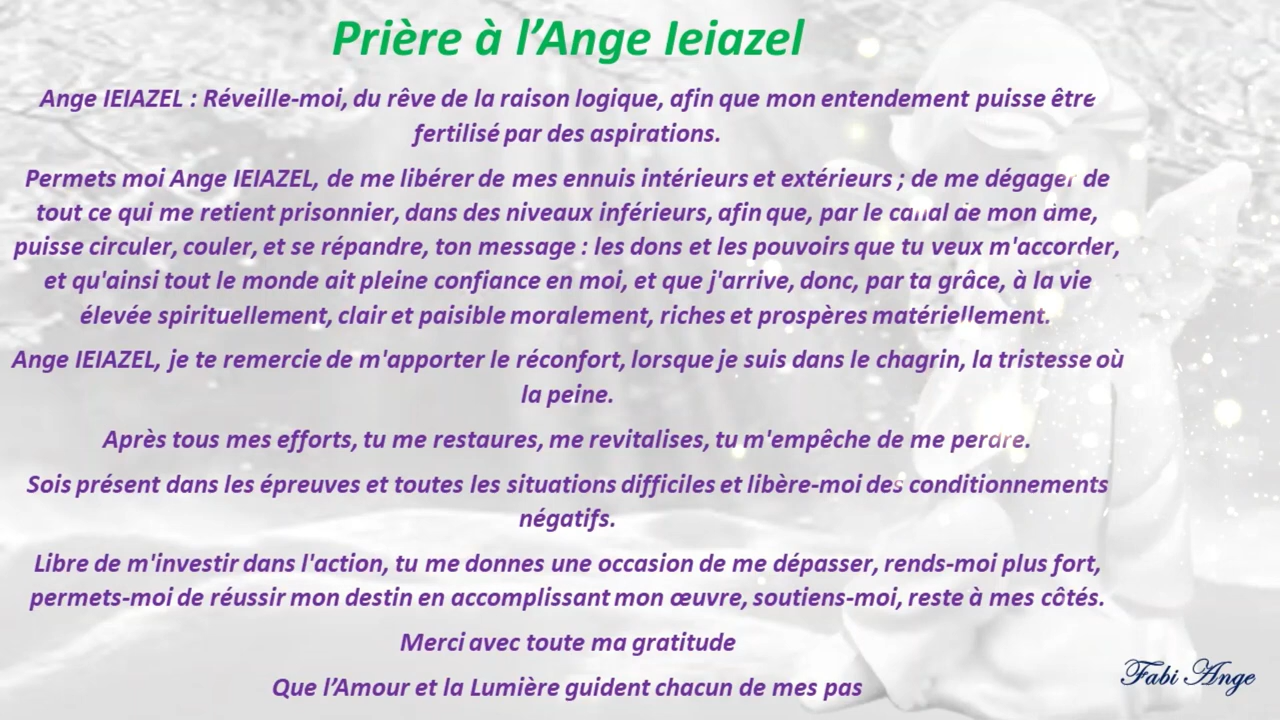 Prière à l’Ange Ieiazel
Ange IEIAZEL : Réveille-moi, du rêve de la raison logique, afin que mon entendement puisse être
fertilisé par des aspirations.
Permets moi Ange IEIAZEL, de me libérer de mes ennuis intérieurs et extérieurs ; de me dégager de
tout ce qui me retient prisonnier, dans des niveaux inférieurs, afin que, par le canal de mon âme,
puisse circuler, couler, et se répandre, ton message : les dons et les pouvoirs que tu veux m'accorder,
et qu'ainsi tout le monde ait pleine confiance en moi, et que j'arrive, donc, par ta grâce, à la vie
élevée spirituellement, clair et paisible moralement, riches et prospères matériellement.
Ange IEIAZEL, je te remercie de m'apporter le réconfort, lorsque je suis dans le chagrin, la tristesse où
la peine.
Après tous mes efforts, tu me restaures, me revitalises, tu m'empêche de me perdre.
Sois présent dans les épreuves et toutes les situations difficiles et libère-moi des conditionnements
négatifs.
Libre de m'investir dans l'action, tu me donnes une occasion de me dépasser, rends-moi plus fort,
permets-moi de réussir mon destin en accomplissant mon œuvre, soutiens-moi, reste à mes côtés.
Merci avec toute ma gratitude
Que l’Amour et la Lumière guident chacun de mes pas
Fabi Ange